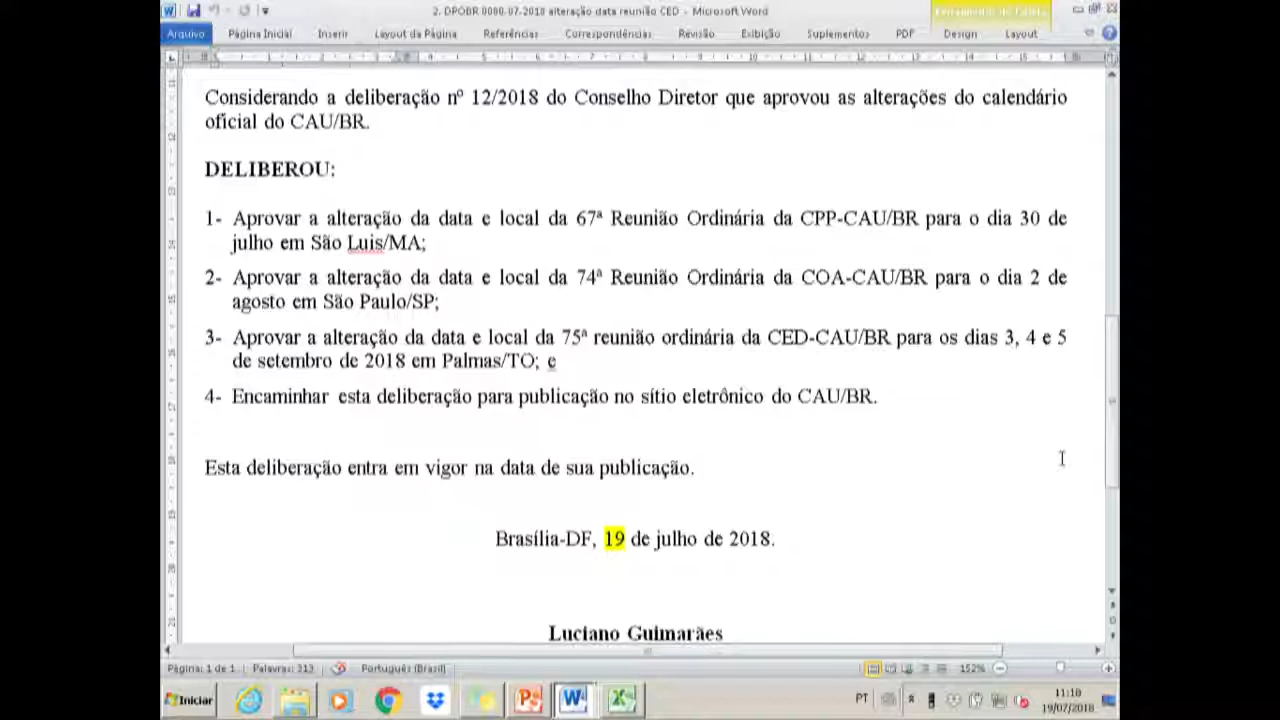 2. DPOBR 0080-07-2018 alteração data reunião CED - Microsoft Word
Arquivo Página Inicial Inserir Layout da Página Referências Correspondências Revisão Exibição Suplementos PDF Design Layout
Considerando a deliberação nº 12/2018 do Conselho Diretor que aprovou as alterações do calendário
oficial do CAU/BR.
DELIBEROU:
1- Aprovar a alteração da data e local da 67ª Reunião Ordinária da CPP-CAU/BR para o dia 30 de
julho em São Luis/MA;
2- Aprovar a alteração da data e local da 74ª Reunião Ordinária da COA-CAU/BR para o dia 2 de
agosto em São Paulo/SP;
3- Aprovar a alteração da data e local da 75ª reunião ordinária da CED-CAU/BR para os dias 3, 4 e 5
de setembro de 2018 em Palmas/TO; e
4- Encaminhar esta deliberação para publicação no sítio eletrônico do CAU/BR.
Esta deliberação entra em vigor na data de sua publicação.
Brasília-DF, 19 de julho de 2018.
Luciano Guimarães
Página: 1 de 1 Palavras: 313 Português (Brasil) 152%
Iniciar PT 11:10
19/07/2018